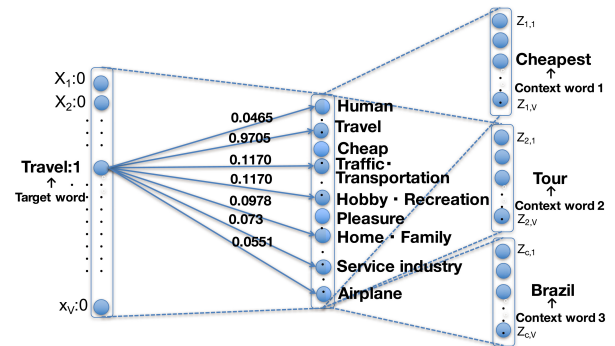 X1:0
X2:0
Travel:1
↑
Target word
xV:0
0.0465
0.9705
0.1170
0.1170
0.0978
0.073
0.0551
Human
Travel
Cheap
Traffic・
Transportation
Hobby・Recreation
Pleasure
Home・Family
Service industry
Airplane
Z1,1
Cheapest
↑
Context word 1
Z1,V
Z2,1
Tour
↑
Context word 2
Z2,V
Zc,1
Brazil
↑
Context word 3
Zc,V